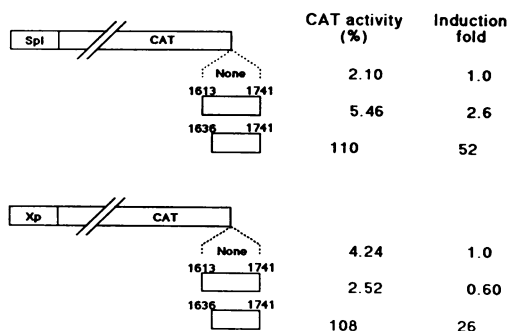 CAT activity (%) Induction fold
SpI CAT
None 2.10 1.0
1613 1741
5.46 2.6
1636 1741
110 52
Xp CAT
None 4.24 1.0
1613 1741
2.52 0.60
1636 1741
108 26